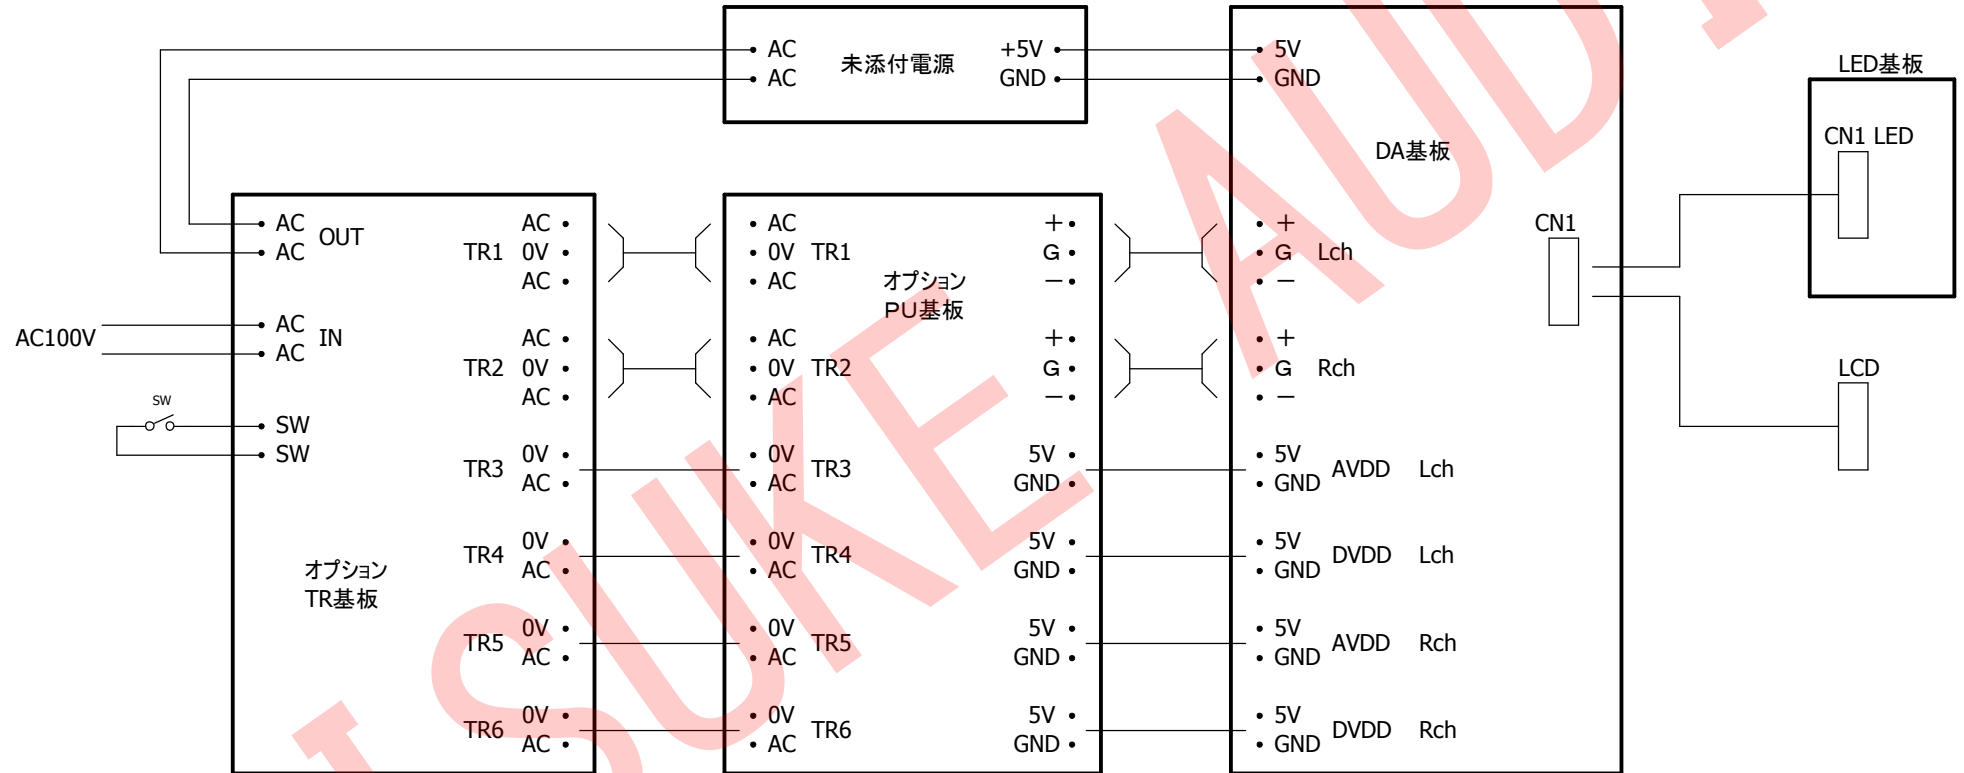 AC
AC
未添付電源
+5V
GND
5V
GND
DA基板
LED基板
CN1 LED
AC
AC
OUT
AC
AC
IN
AC100V
SW
SW
SW
オプション
TR基板
TR1
AC
0V
AC
TR2
AC
0V
AC
TR3
0V
AC
TR4
0V
AC
TR5
0V
AC
TR6
0V
AC
AC
0V
AC
TR1
AC
0V
AC
TR2
0V
AC
TR3
0V
AC
TR4
0V
AC
TR5
0V
AC
TR6
オプション
PU基板
+
G
−
+
G
−
5V
GND
5V
GND
5V
GND
5V
GND
+
G
−
Lch
+
G
−
Rch
5V
GND
AVDD Lch
5V
GND
DVDD Lch
5V
GND
AVDD Rch
5V
GND
DVDD Rch
CN1
LCD
ISUKE AUD